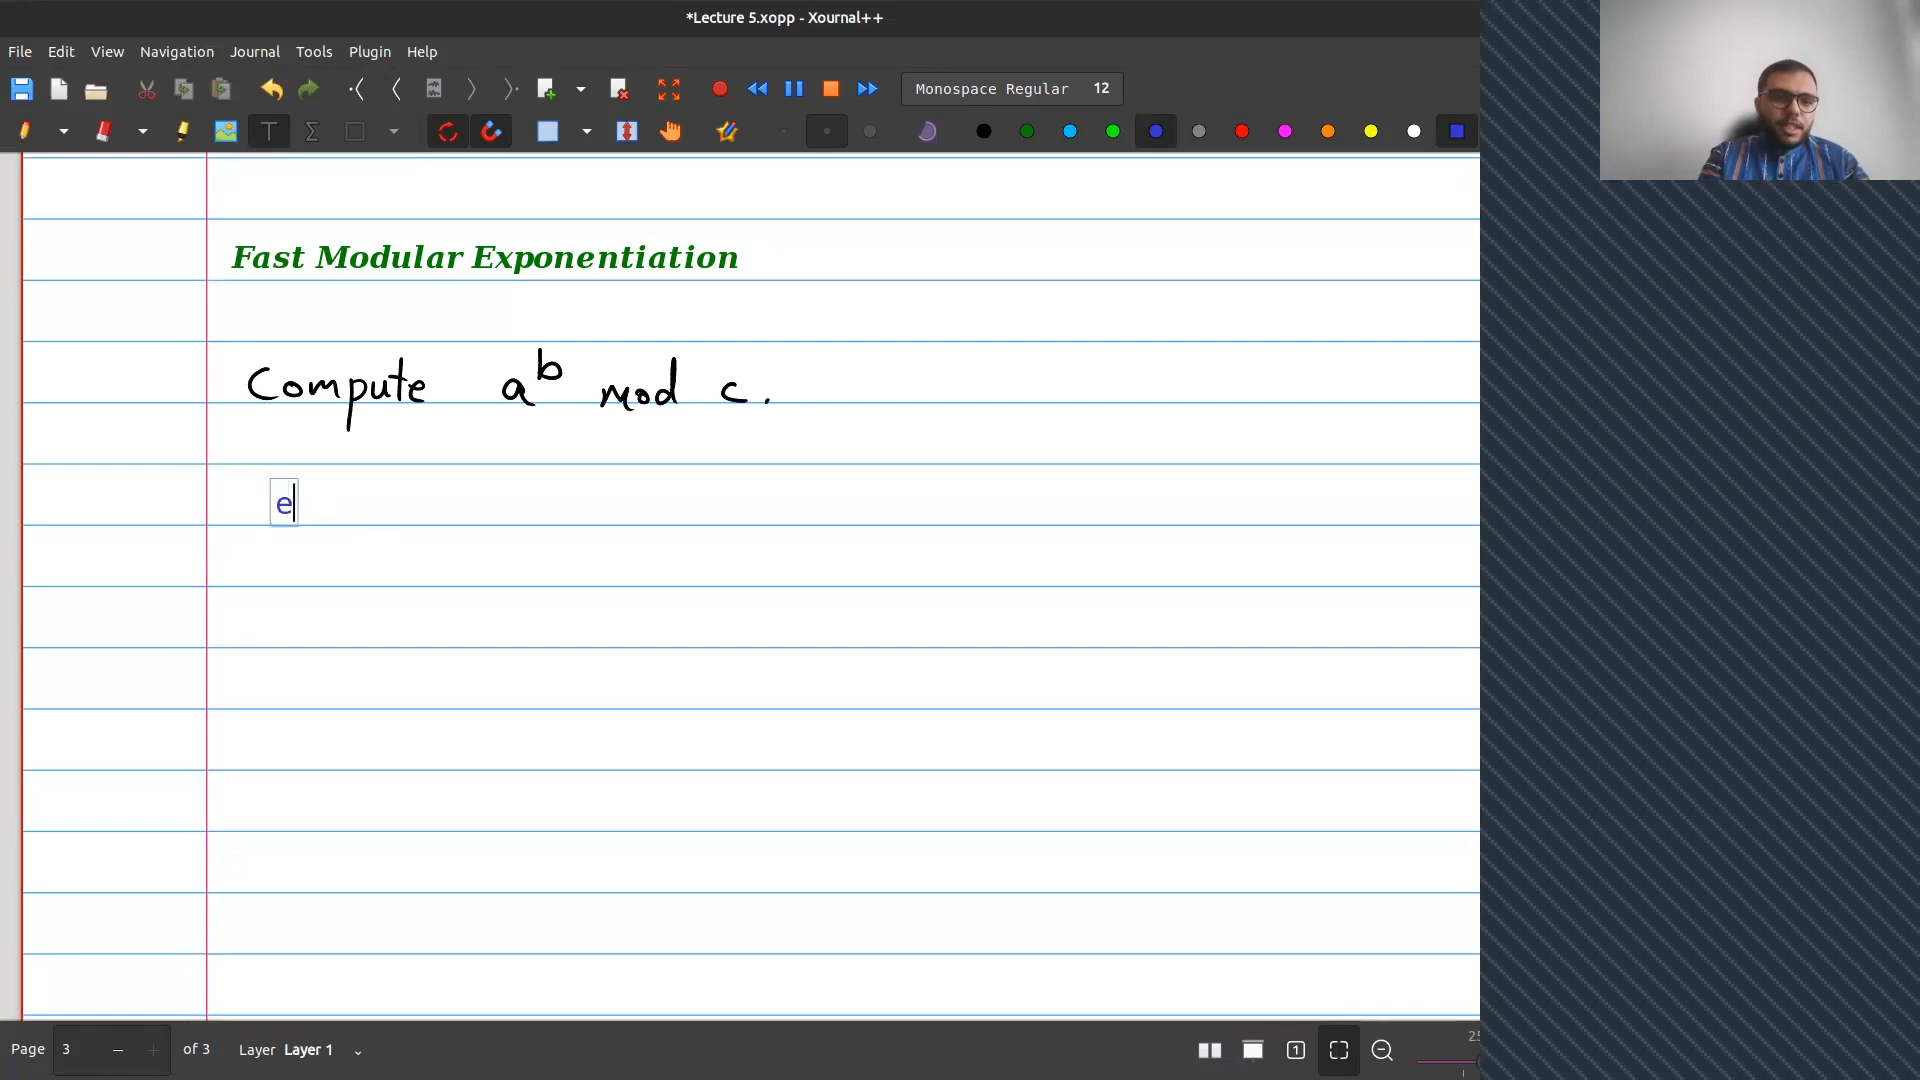 *Lecture 5.xopp - Xournal++
File Edit View Navigation Journal Tools Plugin Help
Monospace Regular 12
Fast Modular Exponentiation
Compute a^b mod c.
e
Page 3 of 3 Layer Layer 1